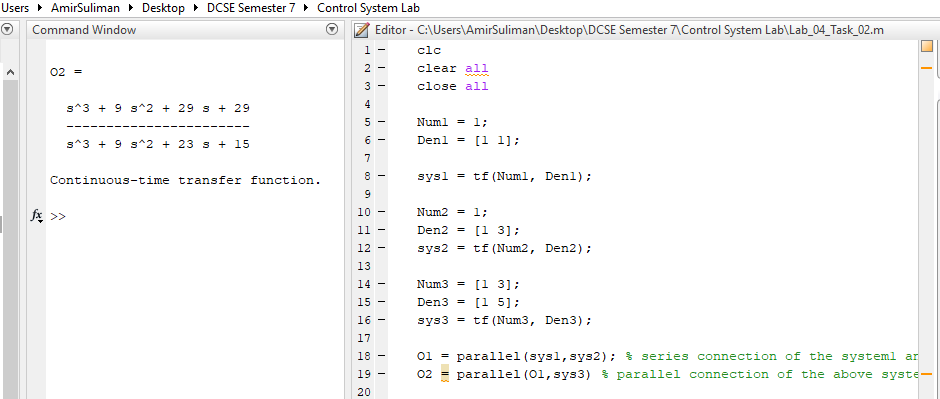 Users ▸ AmirSuliman ▸ Desktop ▸ DCSE Semester 7 ▸ Control System Lab
Command Window
O2 =
s^3 + 9 s^2 + 29 s + 29
-----------------------
s^3 + 9 s^2 + 23 s + 15
Continuous-time transfer function.
fx >>
Editor - C:\Users\AmirSuliman\Desktop\DCSE Semester 7\Control System Lab\Lab_04_Task_02.m
1 - clc
2 - clear all
3 - close all
4
5 - Num1 = 1;
6 - Den1 = [1 1];
7
8 - sys1 = tf(Num1, Den1);
9
10 - Num2 = 1;
11 - Den2 = [1 3];
12 - sys2 = tf(Num2, Den2);
13
14 - Num3 = [1 3];
15 - Den3 = [1 5];
16 - sys3 = tf(Num3, Den3);
17
18 - O1 = parallel(sys1,sys2); % series connection of the system1 an
19 - O2 = parallel(O1,sys3) % parallel connection of the above syste
20